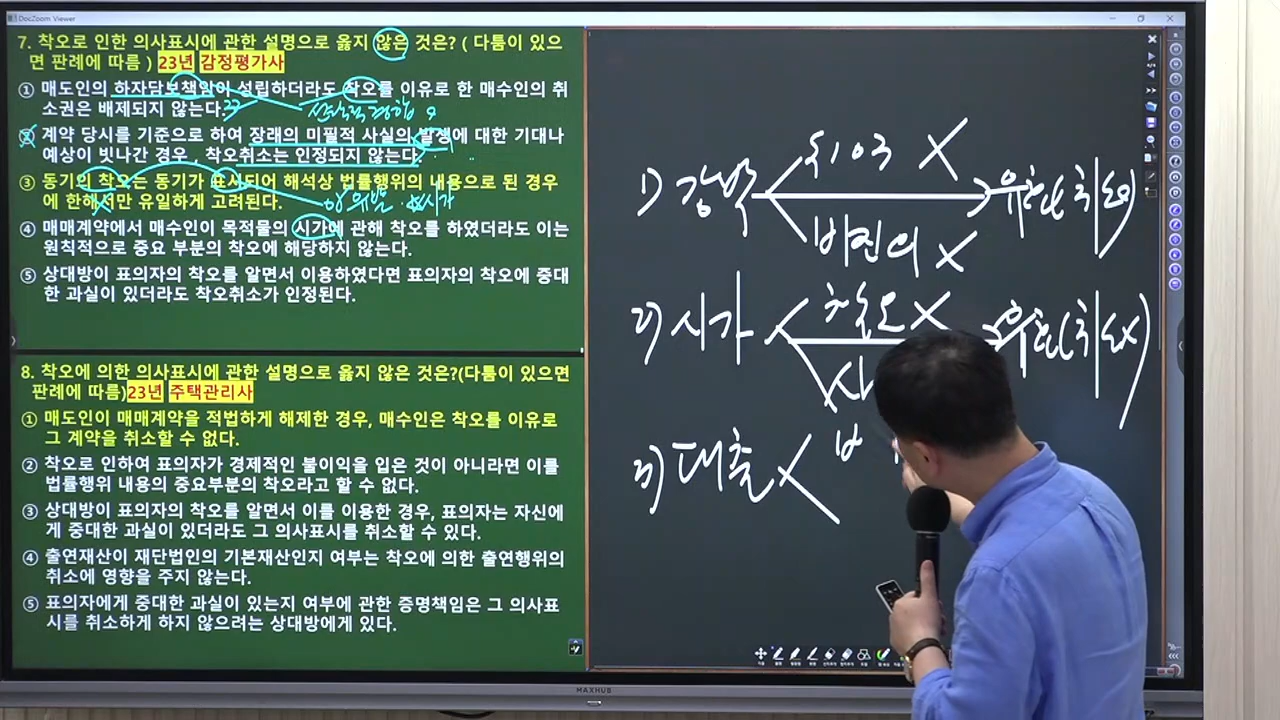 DocZoom Viewer
7. 착오로 인한 의사표시에 관한 설명으로 옳지 않은 것은? ( 다툼이 있으
면 판례에 따름 ) 23년 감정평가사
① 매도인의 하자담보책임이 성립하더라도 착오를 이유로 한 매수인의 취
소권은 배제되지 않는다.
② 계약 당시를 기준으로 하여 장래의 미필적 사실의 발생에 대한 기대나
예상이 빗나간 경우 , 착오취소는 인정되지 않는다.
③ 동기의 착오는 동기가 표시되어 해석상 법률행위의 내용으로 된 경우
에 한해서만 유일하게 고려된다.
④ 매매계약에서 매수인이 목적물의 시가에 관해 착오를 하였더라도 이는
원칙적으로 중요 부분의 착오에 해당하지 않는다.
⑤ 상대방이 표의자의 착오를 알면서 이용하였다면 표의자의 착오에 중대
한 과실이 있더라도 착오취소가 인정된다.
8. 착오에 의한 의사표시에 관한 설명으로 옳지 않은 것은?(다툼이 있으면
판례에 따름)23년 주택관리사
① 매도인이 매매계약을 적법하게 해제한 경우, 매수인은 착오를 이유로
그 계약을 취소할 수 없다.
② 착오로 인하여 표의자가 경제적인 불이익을 입은 것이 아니라면 이를
법률행위 내용의 중요부분의 착오라고 할 수 없다.
③ 상대방이 표의자의 착오를 알면서 이를 이용한 경우, 표의자는 자신에
게 중대한 과실이 있더라도 그 의사표시를 취소할 수 있다.
④ 출연재산이 재단법인의 기본재산인지 여부는 착오에 의한 출연행위의
취소에 영향을 주지 않는다.
⑤ 표의자에게 중대한 과실이 있는지 여부에 관한 증명책임은 그 의사표
시를 취소하게 하지 않으려는 상대방에게 있다.
1) 강박
비진의 X
2) 시가
3) 대출
MAXHUB